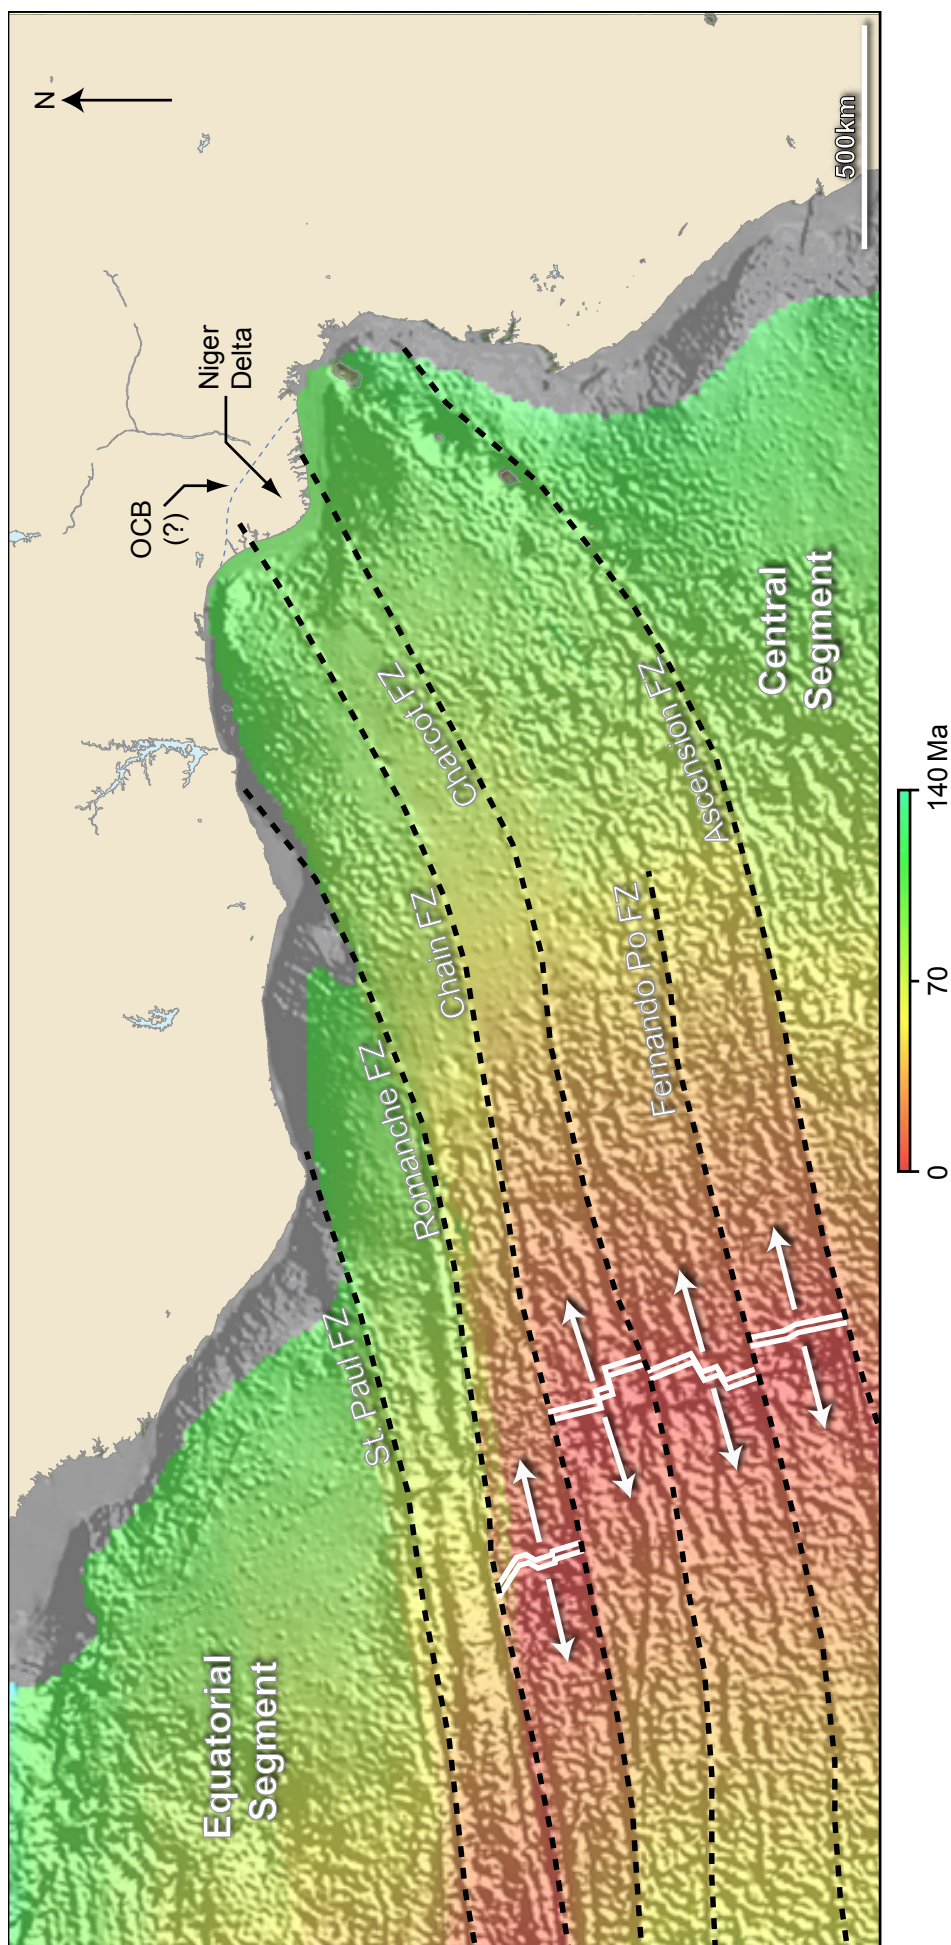 N
OCB
(?)
Niger
Delta
St. Paul FZ
Romanche FZ
Chain FZ
Charcot FZ
Fernando Po FZ
Ascension FZ
Equatorial
Segment
Central
Segment
500km
0
70
140 Ma